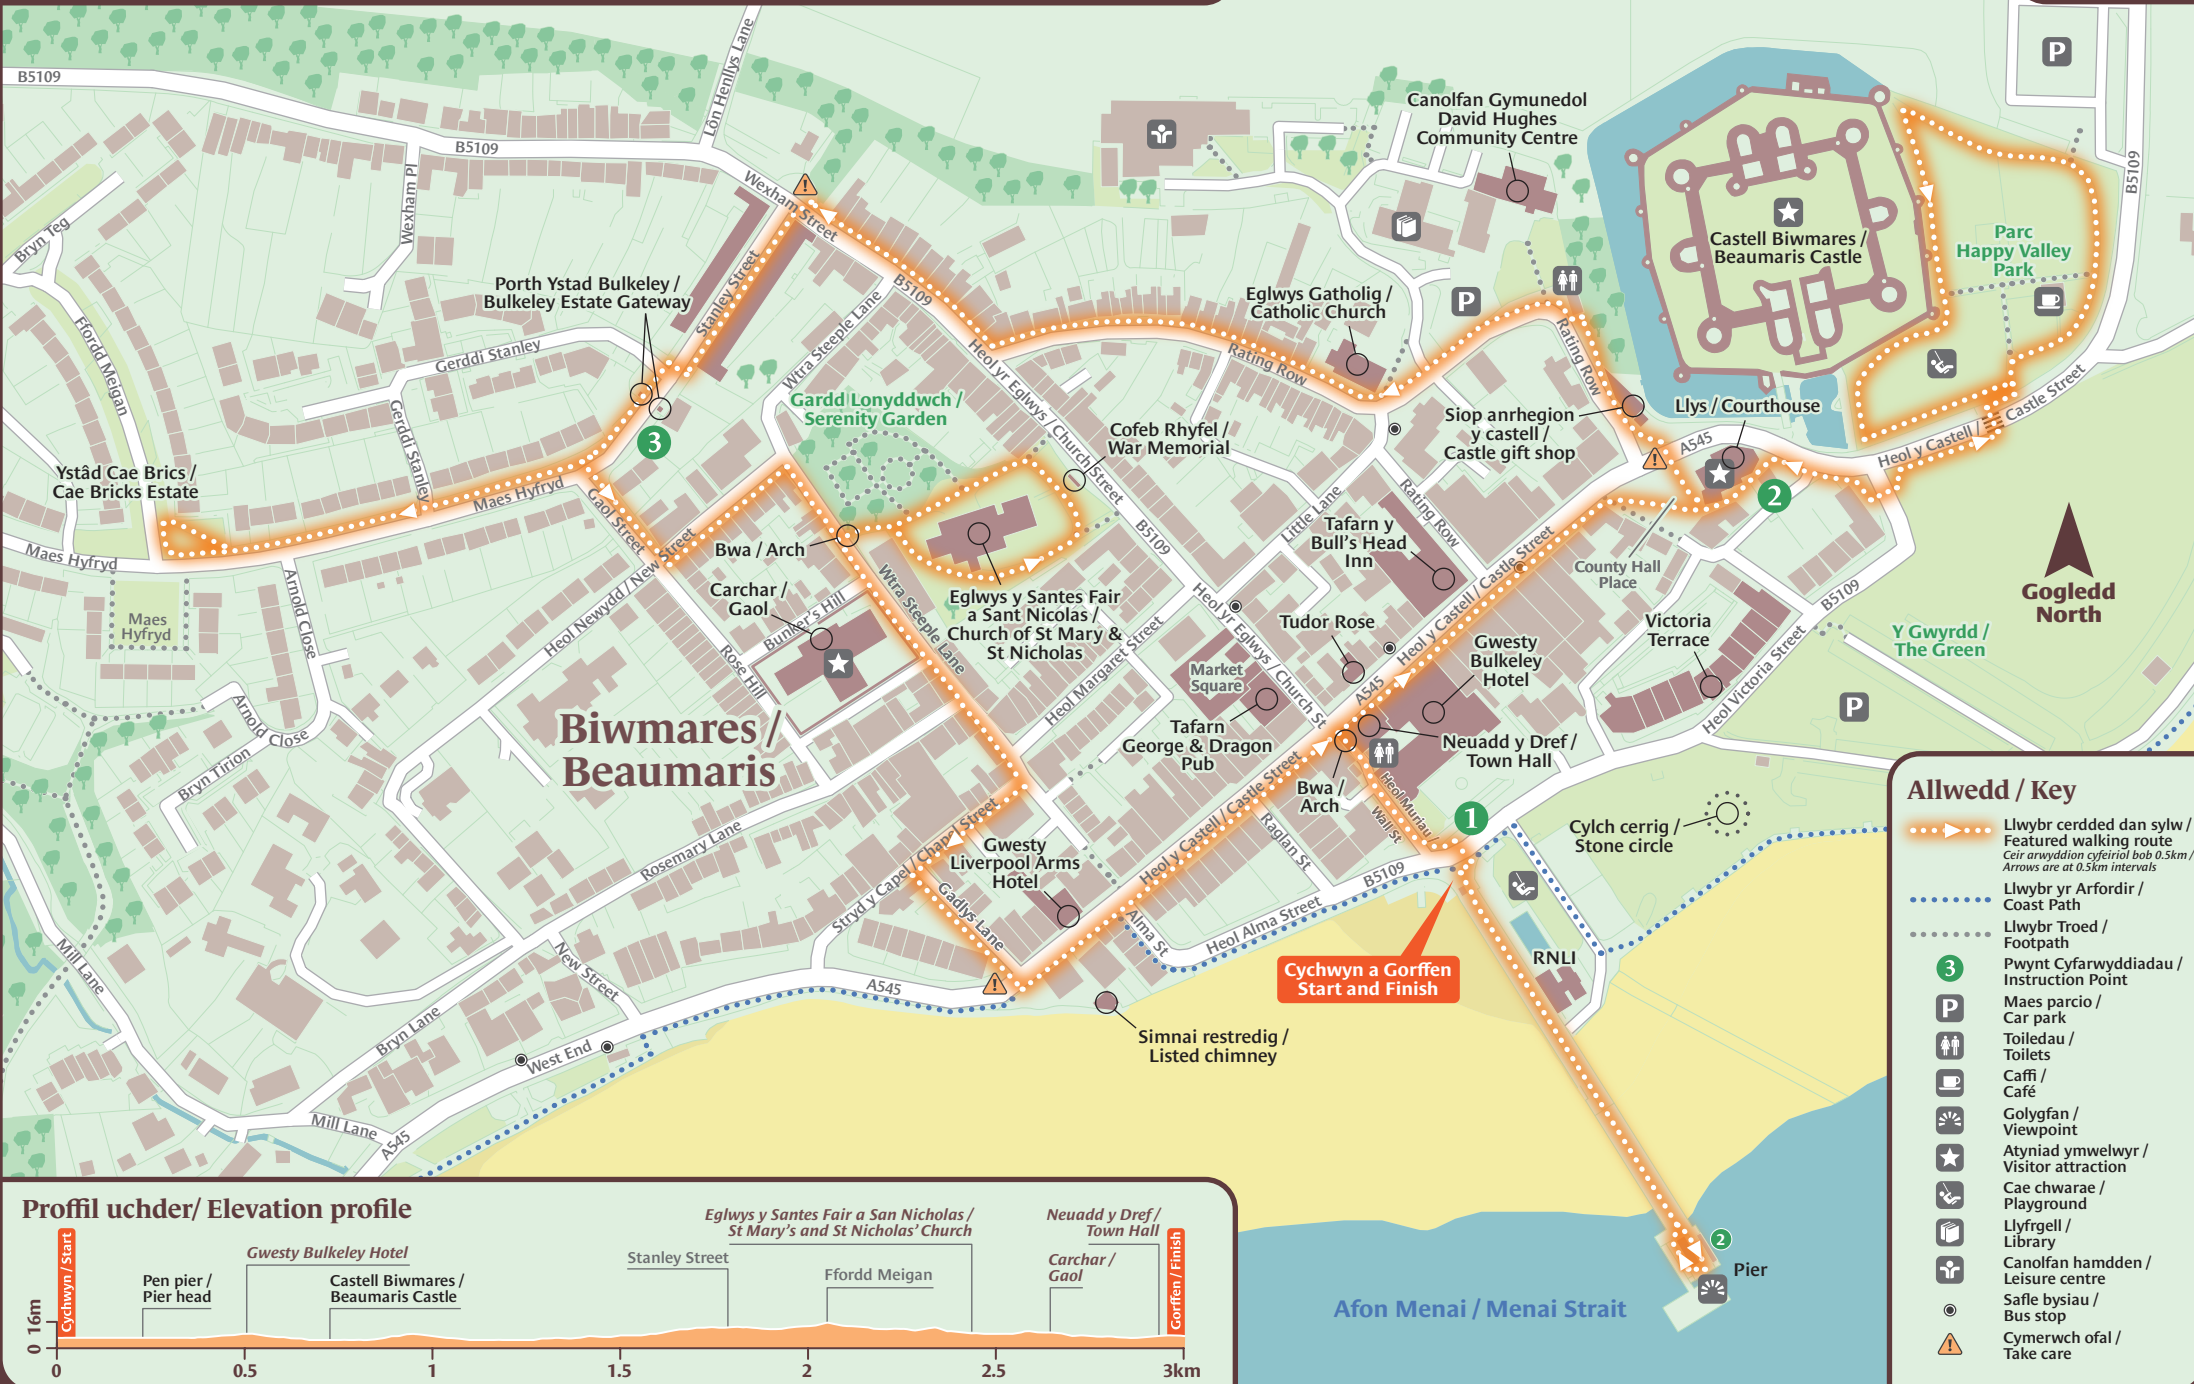 B5109
B5109
Lôn Henllys Lane
Wexham Pl
Bryn Teg
Ffordd Meigan
Wexham Street
Stanley Street
B5109
Porth Ystad Bulkeley /
Bulkeley Estate Gateway
Gerddi Stanley
Gerddi Stanley
3
Ystâd Cae Brics /
Cae Bricks Estate
Maes Hyfryd
Maes Hyfryd
Maes
Hyfryd
Gaol Street
Arnold Close
Arnold Close
Bryn Tirion
Heol Newydd / New Street
Wtra Steeple Lane
Gardd Lonyddwch /
Serenity Garden
Bwa / Arch
Carchar /
Gaol
Bunker's Hill
Rose Hill
Wtra Steeple Lane
Biwmares /
Beaumaris
Eglwys y Santes Fair
a Sant Nicolas /
Church of St Mary &
St Nicholas
Cofeb Rhyfel /
War Memorial
Heol yr Eglwys / Church Street
B5109
Heol yr Eglwys / Church St
Heol Margaret Street
Little Lane
Rating Row
Rating Row
Rating Row
Eglwys Gatholig /
Catholic Church
Canolfan Gymunedol
David Hughes
Community Centre
P
P
B5109
Castell Biwmares /
Beaumaris Castle
Parc
Happy Valley
Park
Siop anrhegion
y castell /
Castle gift shop
Llys / Courthouse
A545
2
Heol y Castell / Castle Street
County Hall
Place
Tafarn y
Bull's Head
Inn
Tudor Rose
Heol y Castell / Castle Street
A545
Gwesty
Bulkeley
Hotel
Victoria
Terrace
B5109
Heol Victoria Street
Y Gwyrdd /
The Green
P
Gogledd
North
Market
Square
Tafarn
George & Dragon
Pub
Bwa /
Arch
Neuadd y Dref /
Town Hall
Heol Muriau
Wall St
1
Heol y Castell / Castle Street
Raglan St
B5109
Heol Alma Street
Alma St
Gwesty
Liverpool Arms
Hotel
Stryd y Capel / Chapel Street
Gadlys Lane
Rosemary Lane
New Street
A545
Bryn Lane
West End
Mill Lane
Mill Lane
A545
Simnai restredig /
Listed chimney
Cychwyn a Gorffen
Start and Finish
Cylch cerrig /
Stone circle
RNLI
2
Pier
Afon Menai / Menai Strait
Allwedd / Key
Llwybr cerdded dan sylw /
Featured walking route
Ceir arwyddion cyfeiriol bob 0.5km /
Arrows are at 0.5km intervals
Llwybr yr Arfordir /
Coast Path
Llwybr Troed /
Footpath
3
Pwynt Cyfarwyddiadau /
Instruction Point
P
Maes parcio /
Car park
Toiledau /
Toilets
Caffi /
Café
Golygfan /
Viewpoint
Atyniad ymwelwyr /
Visitor attraction
Cae chwarae /
Playground
Llyfrgell /
Library
Canolfan hamdden /
Leisure centre
Safle bysiau /
Bus stop
Cymerwch ofal /
Take care
Proffil uchder/ Elevation profile
Cychwyn / Start
Pen pier /
Pier head
Gwesty Bulkeley Hotel
Castell Biwmares /
Beaumaris Castle
Stanley Street
Eglwys y Santes Fair a San Nicholas /
St Mary's and St Nicholas' Church
Ffordd Meigan
Carchar /
Gaol
Neuadd y Dref /
Town Hall
Gorffen / Finish
0 16m
0 0.5 1 1.5 2 2.5 3km